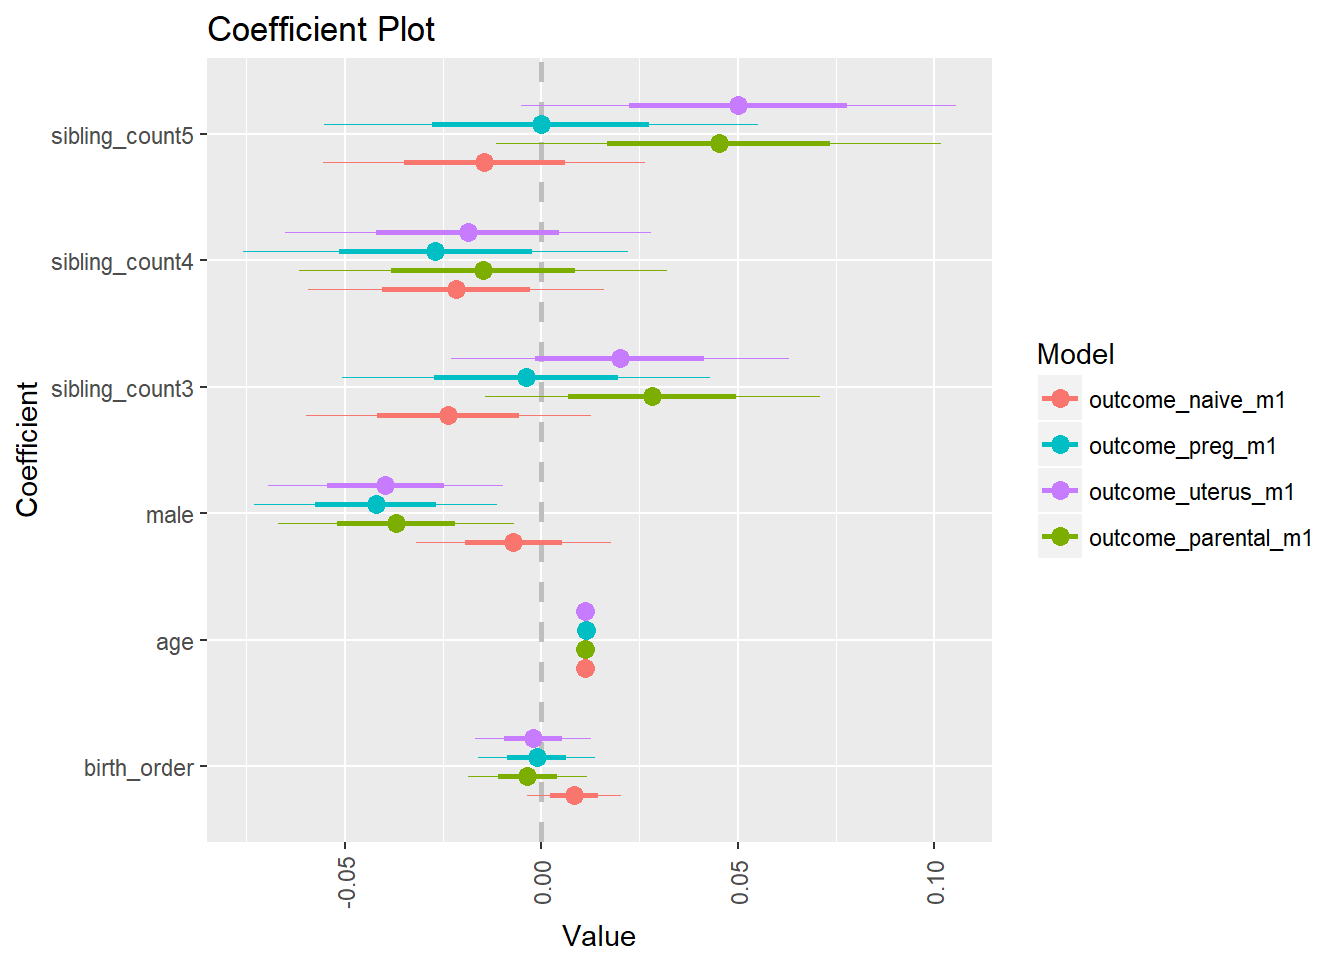 Coefficient Plot
sibling_count5
sibling_count4
sibling_count3
male
age
birth_order
Coefficient
-0.05
0.00
0.05
0.10
Value
Model
outcome_naive_m1
outcome_preg_m1
outcome_uterus_m1
outcome_parental_m1